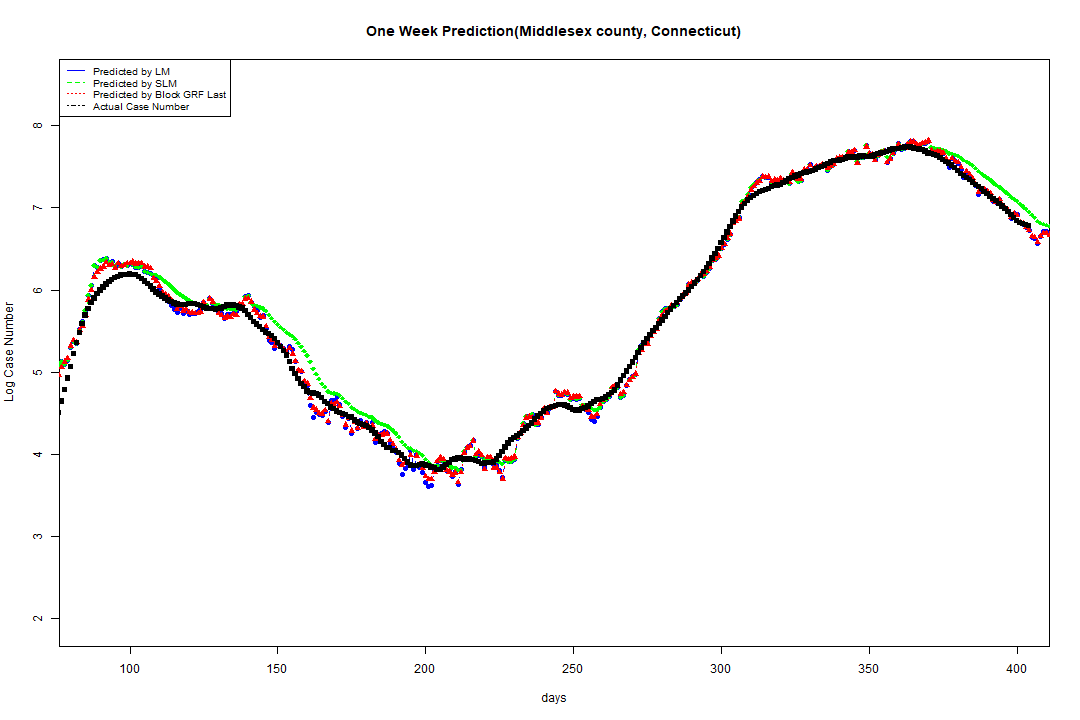 One Week Prediction(Middlesex county, Connecticut)
Predicted by LM
Predicted by SLM
Predicted by Block GRF Last
Actual Case Number
8
7
6
5
4
3
2
Log Case Number
100 150 200 250 300 350 400
days